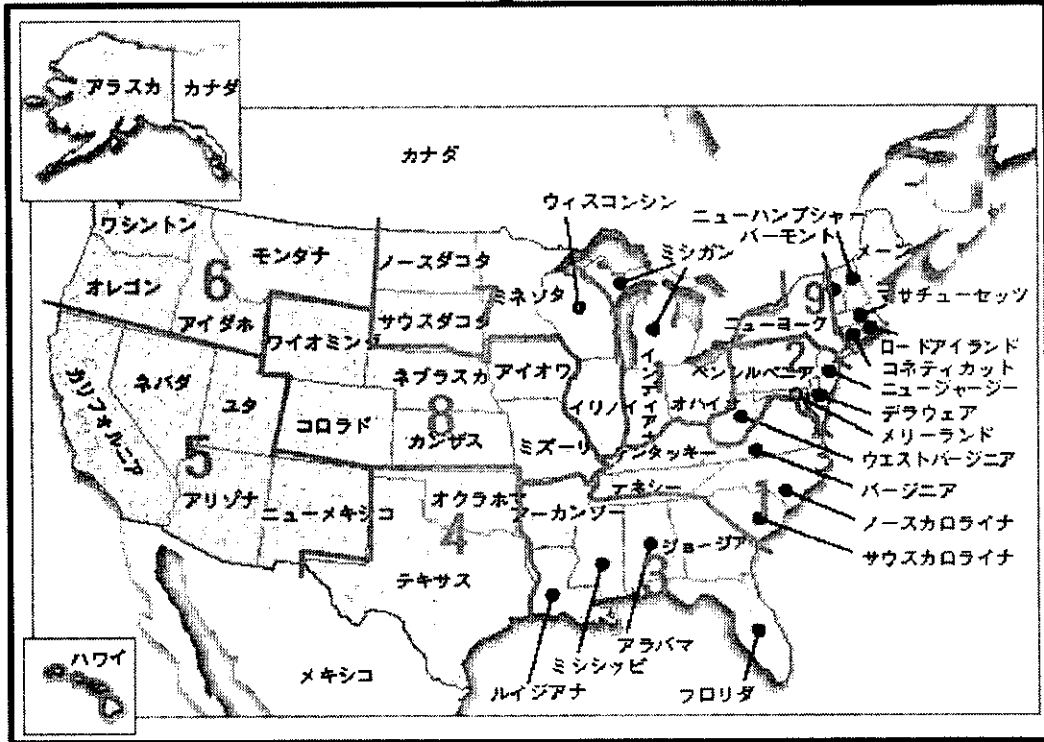 アラスカ
カナダ
カナダ
ウィスコンシン
ニューハンプシャー
バーモント
ミシガン
メーン
ワシントン
モンタナ
ノースダコタ
オレゴン
6
ミネソタ
9
マサチューセッツ
アイダホ
サウスダコタ
ニューヨーク
ワイオミング
ロードアイランド
2
コネティカット
ネバダ
ネブラスカ
アイオワ
ペンシルベニア
ニュージャージー
カリフォルニア
ユタ
イリノイ
インディアナ
オハイオ
デラウェア
コロラド
8
カンザス
ミズーリ
メリーランド
ケンタッキー
ウエストバージニア
5
テネシー
バージニア
アリゾナ
ニューメキシコ
オクラホマ
アーカンソー
1
ノースカロライナ
4
ジョージア
サウスカロライナ
テキサス
3
ハワイ
メキシコ
アラバマ
ミシシッピ
ルイジアナ
フロリダ